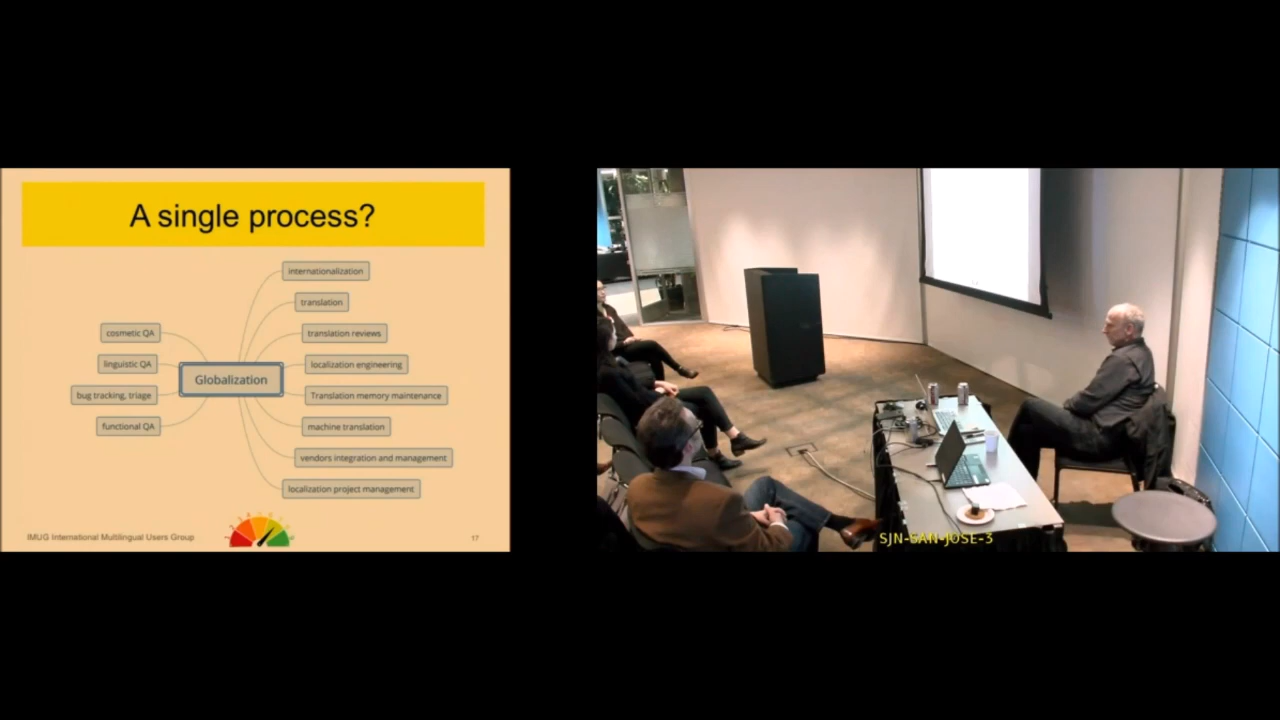 A single process?
internationalization
translation
cosmetic QA
translation reviews
linguistic QA
localization engineering
Globalization
bug tracking, triage
Translation memory maintenance
functional QA
machine translation
vendors integration and management
localization project management
IMUG International Multilingual Users Group
17
SJN-SAN-JOSE-3